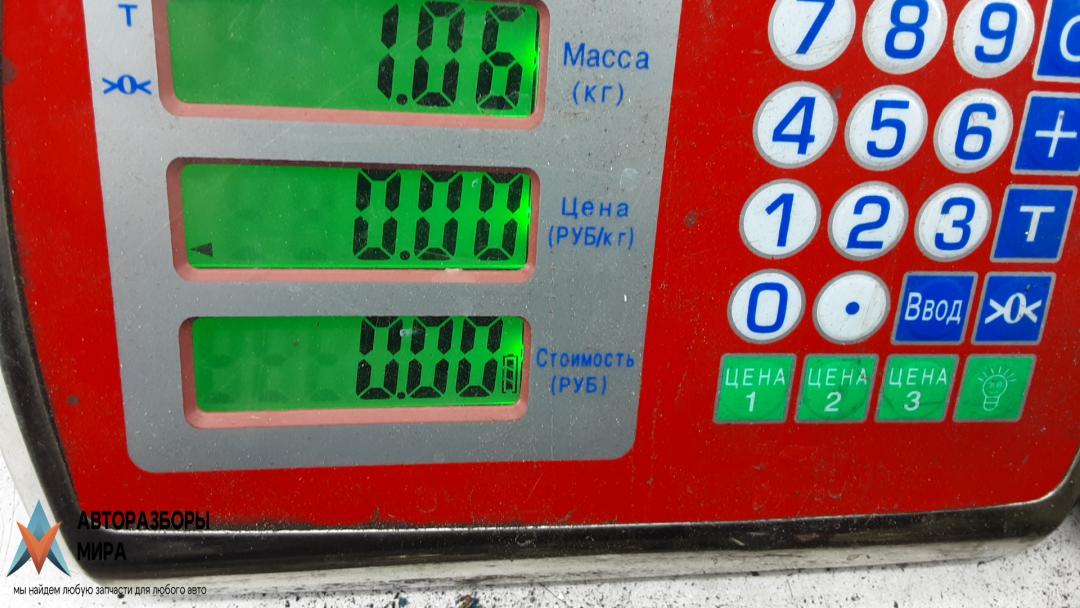 Т
>0<
1.06
Масса
(кг)
0.00
Цена
(РУБ/кг)
0.00
Стоимость
(РУБ)
7 8 9 C
4 5 6 +
1 2 3 Т
0 . Ввод >0<
ЦЕНА 1
ЦЕНА 2
ЦЕНА 3
АВТОРАЗБОРЫ
МИРА
мы найдем любую запчасти для любого авто